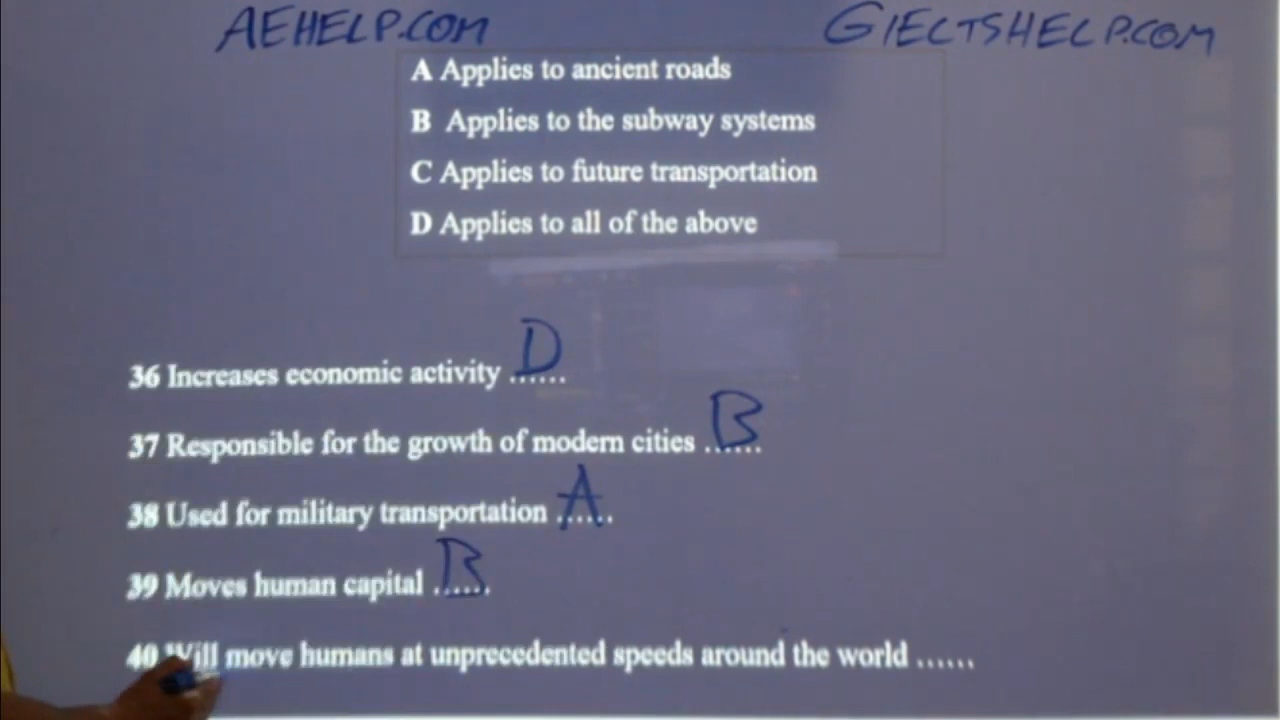 AEHELP.COM GIELTSHELP.COM
A Applies to ancient roads
B Applies to the subway systems
C Applies to future transportation
D Applies to all of the above
36 Increases economic activity ...... D
37 Responsible for the growth of modern cities ...... B
38 Used for military transportation ...... A
39 Moves human capital ...... B
40 Will move humans at unprecedented speeds around the world ......